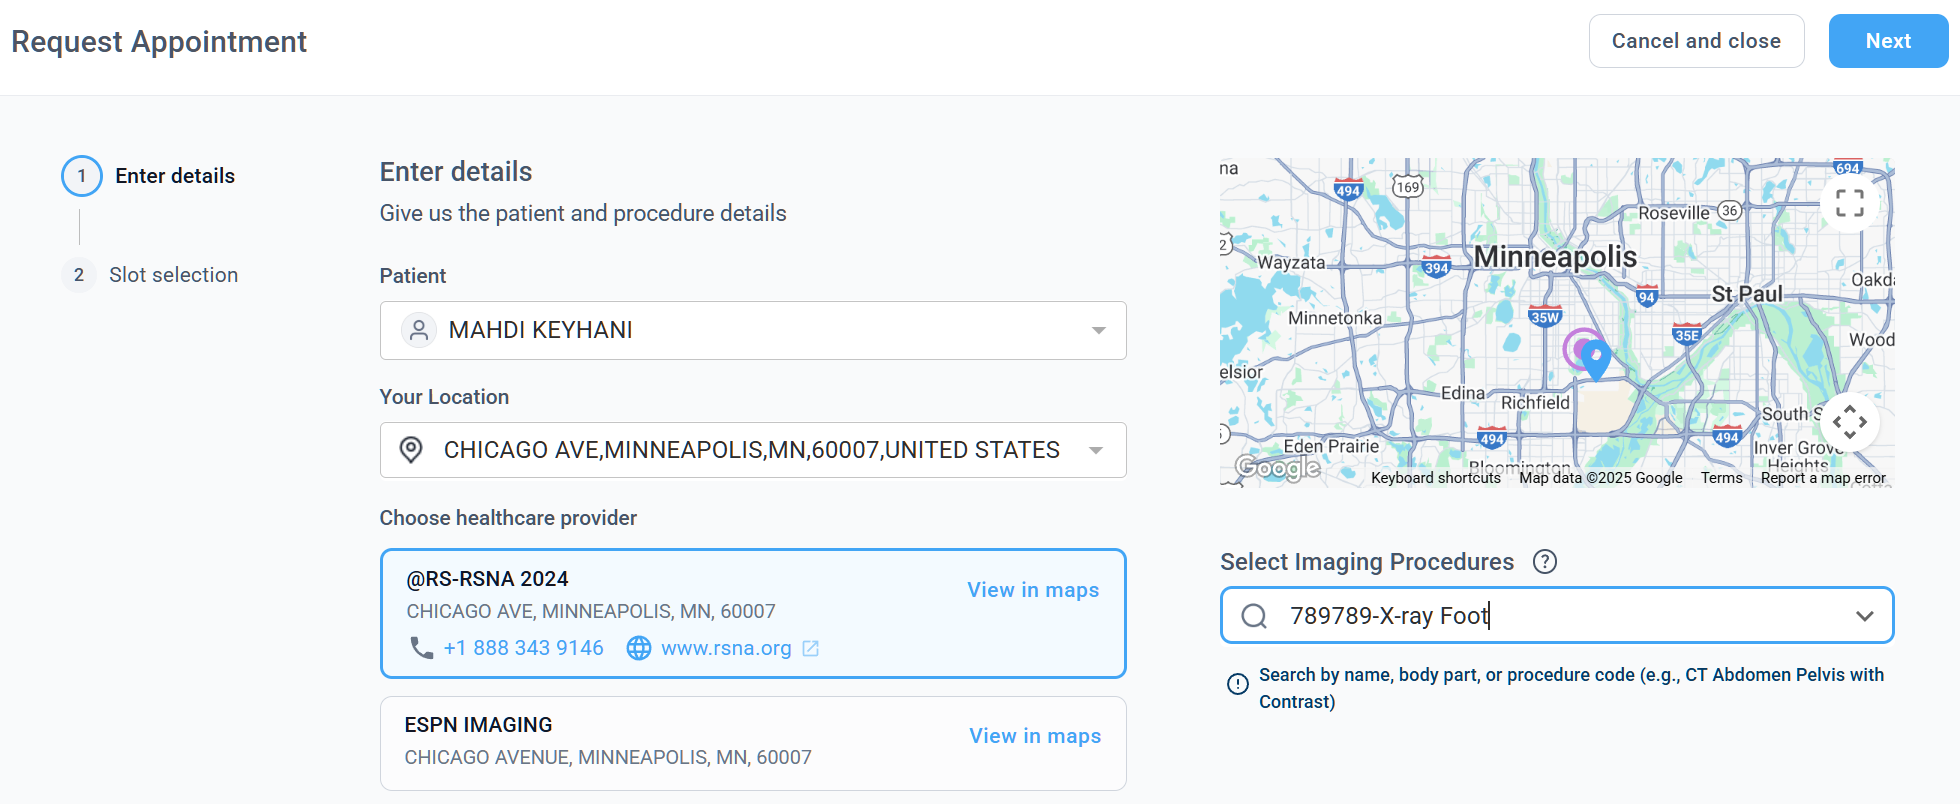 Request Appointment
Cancel and close
Next
1
Enter details
2
Slot selection
Enter details
Give us the patient and procedure details
Patient
MAHDI KEYHANI
Your Location
CHICAGO AVE,MINNEAPOLIS,MN,60007,UNITED STATES
Choose healthcare provider
@RS-RSNA 2024
View in maps
CHICAGO AVE, MINNEAPOLIS, MN, 60007
+1 888 343 9146
www.rsna.org
ESPN IMAGING
View in maps
CHICAGO AVENUE, MINNEAPOLIS, MN, 60007
na
494
169
694
Roseville
36
2
Wayzata
394
Minneapolis
94
St Paul
Oakd
Minnetonka
35W
35E
Wood
elsior
Edina
Richfield
South S
494
494
Eden Prairie
Inver Grove
Heights
Bloomington
Google
Keyboard shortcuts
Map data ©2025 Google
Terms
Report a map error
Select Imaging Procedures
?
789789-X-ray Foot
Search by name, body part, or procedure code (e.g., CT Abdomen Pelvis with
Contrast)